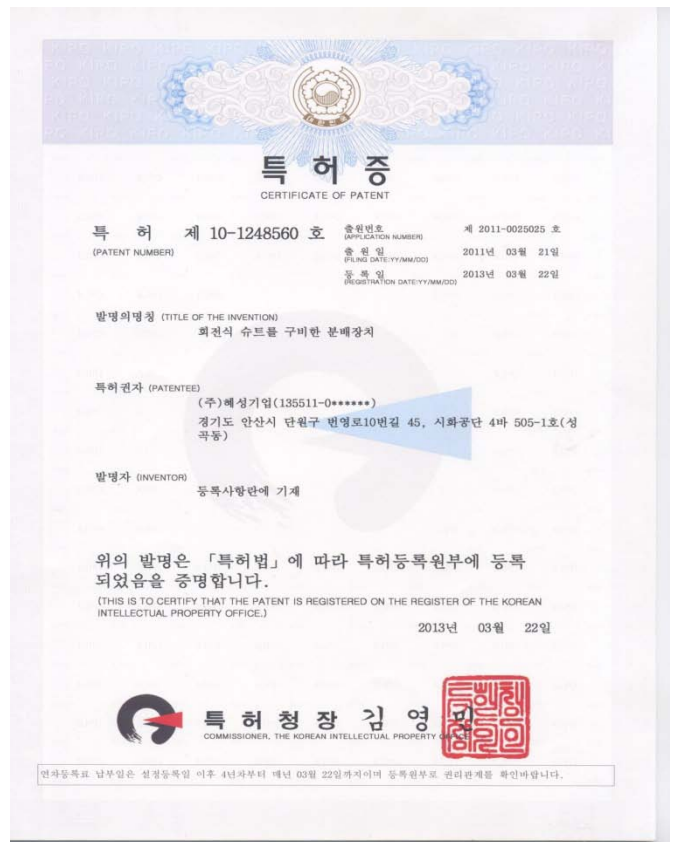 대한민국
특허증
CERTIFICATE OF PATENT
특 허 제 10-1248560 호
(PATENT NUMBER)
출원번호 제 2011-0025025 호
(APPLICATION NUMBER)
출 원 일 2011년 03월 21일
(FILING DATE:YY/MM/DD)
등 록 일 2013년 03월 22일
(REGISTRATION DATE:YY/MM/DD)
발명의명칭 (TITLE OF THE INVENTION)
회전식 슈트를 구비한 분배장치
특허권자 (PATENTEE)
(주)혜성기업(135511-0******)
경기도 안산시 단원구 번영로10번길 45, 시화공단 4바 505-1호(성
곡동)
발명자 (INVENTOR)
등록사항란에 기재
위의 발명은 「특허법」에 따라 특허등록원부에 등록
되었음을 증명합니다.
(THIS IS TO CERTIFY THAT THE PATENT IS REGISTERED ON THE REGISTER OF THE KOREAN
INTELLECTUAL PROPERTY OFFICE.)
2013년 03월 22일
특허청장 김영민
COMMISSIONER, THE KOREAN INTELLECTUAL PROPERTY OFFICE
연차등록료 납부일은 설정등록일 이후 4년차부터 매년 03월 22일까지이며 등록원부로 권리관계를 확인바랍니다.